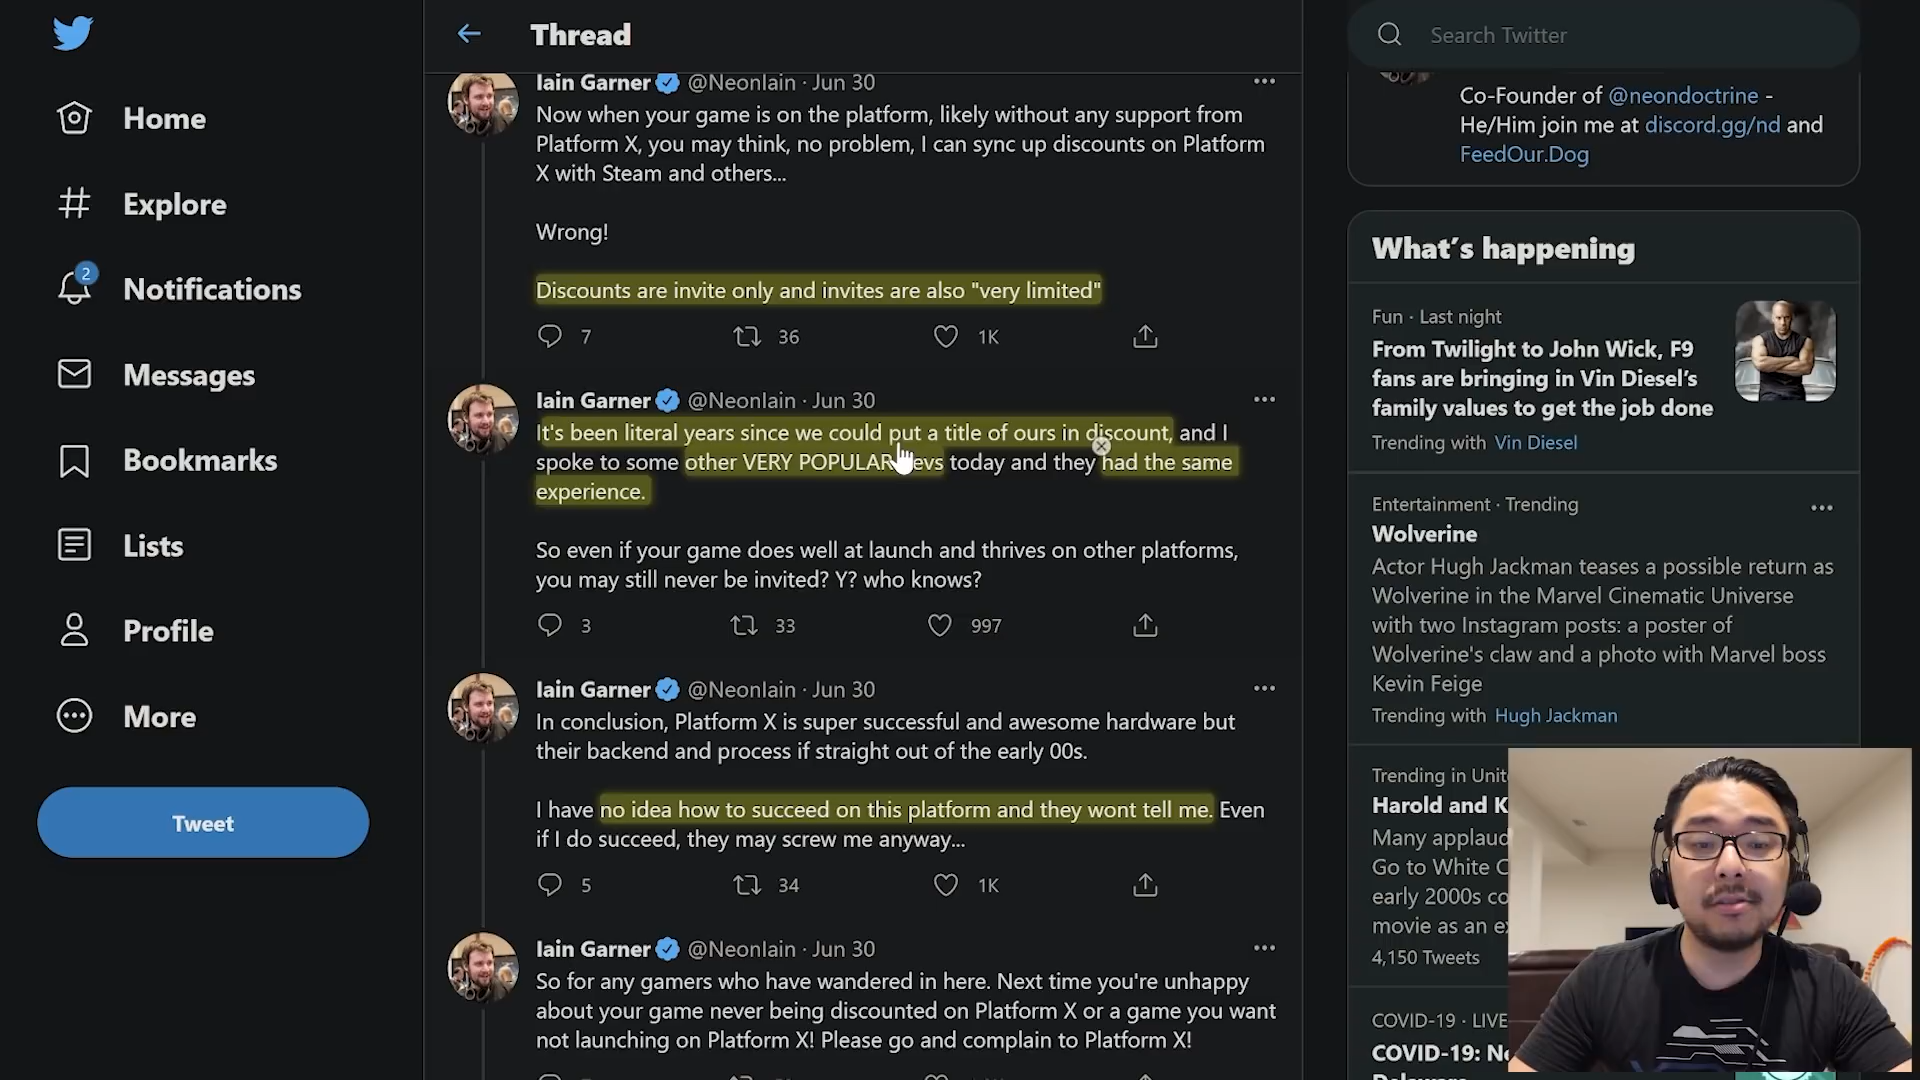 Home
Explore
2
Notifications
Messages
Bookmarks
Lists
Profile
More
Tweet
Thread
Iain Garner @NeonIain · Jun 30
Now when your game is on the platform, likely without any support from
Platform X, you may think, no problem, I can sync up discounts on Platform
X with Steam and others...
Wrong!
Discounts are invite only and invites are also "very limited"
7 36 1K
Iain Garner @NeonIain · Jun 30
It's been literal years since we could put a title of ours in discount, and I
spoke to some other VERY POPULAR devs today and they had the same
experience.
So even if your game does well at launch and thrives on other platforms,
you may still never be invited? Y? who knows?
3 33 997
Iain Garner @NeonIain · Jun 30
In conclusion, Platform X is super successful and awesome hardware but
their backend and process if straight out of the early 00s.
I have no idea how to succeed on this platform and they wont tell me. Even
if I do succeed, they may screw me anyway...
5 34 1K
Iain Garner @NeonIain · Jun 30
So for any gamers who have wandered in here. Next time you're unhappy
about your game never being discounted on Platform X or a game you want
not launching on Platform X! Please go and complain to Platform X!
Search Twitter
Co-Founder of @neondoctrine -
He/Him join me at discord.gg/nd and
FeedOur.Dog
What's happening
Fun · Last night
From Twilight to John Wick, F9
fans are bringing in Vin Diesel's
family values to get the job done
Trending with Vin Diesel
Entertainment · Trending
Wolverine
Actor Hugh Jackman teases a possible return as
Wolverine in the Marvel Cinematic Universe
with two Instagram posts: a poster of
Wolverine's claw and a photo with Marvel boss
Kevin Feige
Trending with Hugh Jackman
Trending in Unit
Harold and K
Many applaud
Go to White C
early 2000s co
movie as an e
4,150 Tweets
COVID-19 · LIVE
COVID-19: Ne